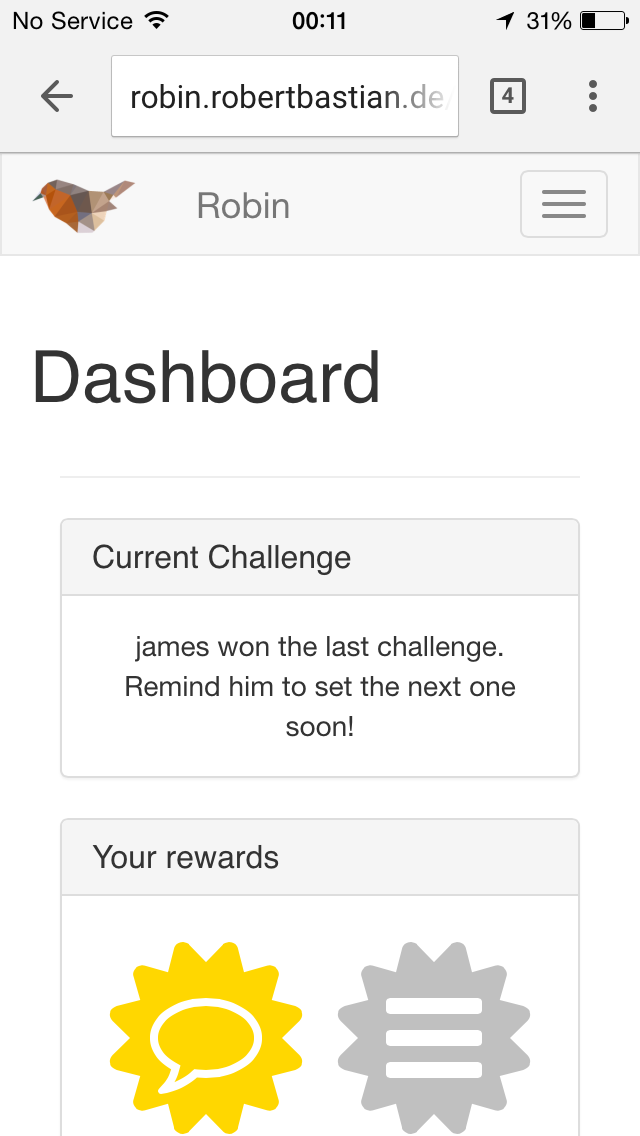 No Service 00:11 31%
robin.robertbastian.de/ 4
Robin
Dashboard
Current Challenge
james won the last challenge.
Remind him to set the next one
soon!
Your rewards